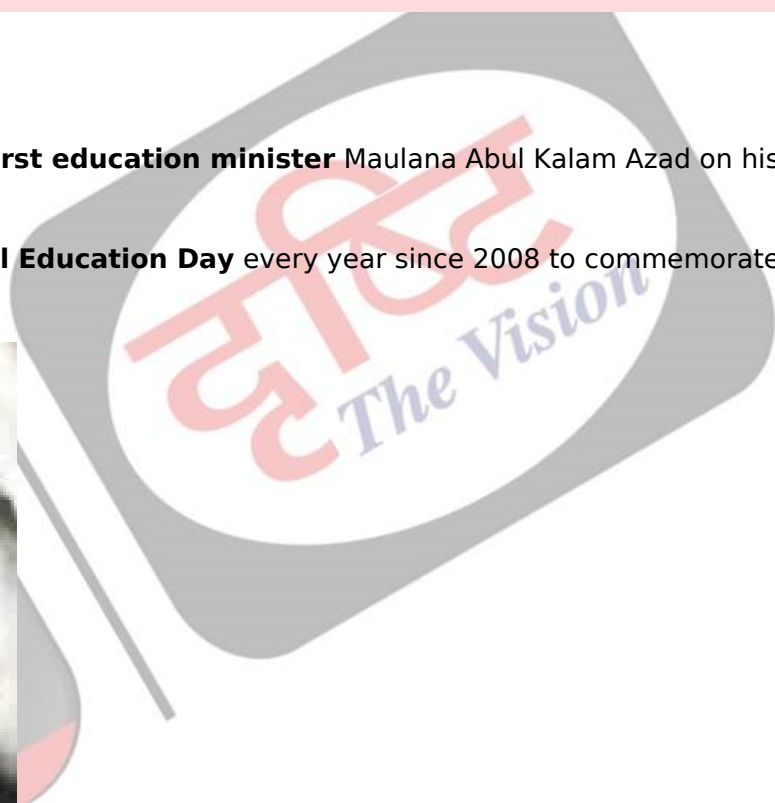 rst education minister Maulana Abul Kalam Azad on his
l Education Day every year since 2008 to commemorate
दृष्टि
The Vision